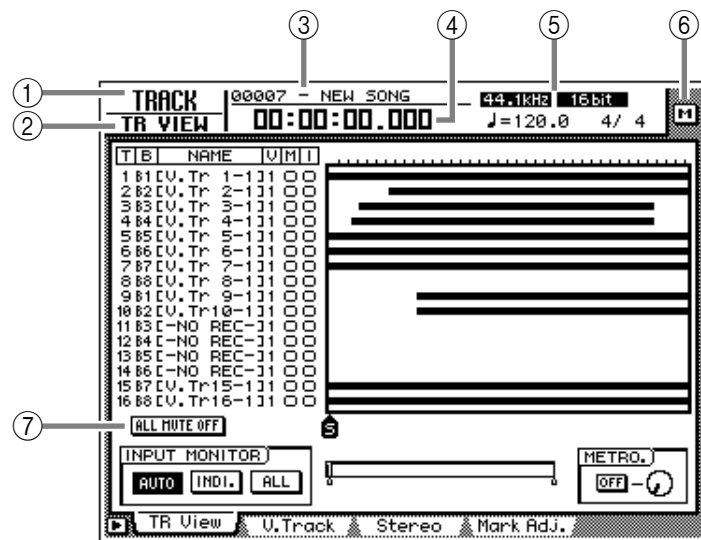 ③ ④ ⑤ ⑥
① TRACK 00007 - NEW SONG 44.1kHz 16bit M
② TR VIEW 00:00:00.000 ♩=120.0 4/ 4
T B NAME V M I
1 B1[V.Tr 1-1]1 O O
2 B2[V.Tr 2-1]1 O O
3 B3[V.Tr 3-1]1 O O
4 B4[V.Tr 4-1]1 O O
5 B5[V.Tr 5-1]1 O O
6 B6[V.Tr 6-1]1 O O
7 B7[V.Tr 7-1]1 O O
8 B8[V.Tr 8-1]1 O O
9 B1[V.Tr 9-1]1 O O
10 B2[V.Tr10-1]1 O O
11 B3[-NO REC-]1 O O
12 B4[-NO REC-]1 O O
13 B5[-NO REC-]1 O O
14 B6[-NO REC-]1 O O
15 B7[V.Tr15-1]1 O O
16 B8[V.Tr16-1]1 O O
⑦ ALL MUTE OFF S
INPUT MONITOR METRO.
AUTO INDI. ALL OFF
TR View V.Track Stereo Mark Adj.